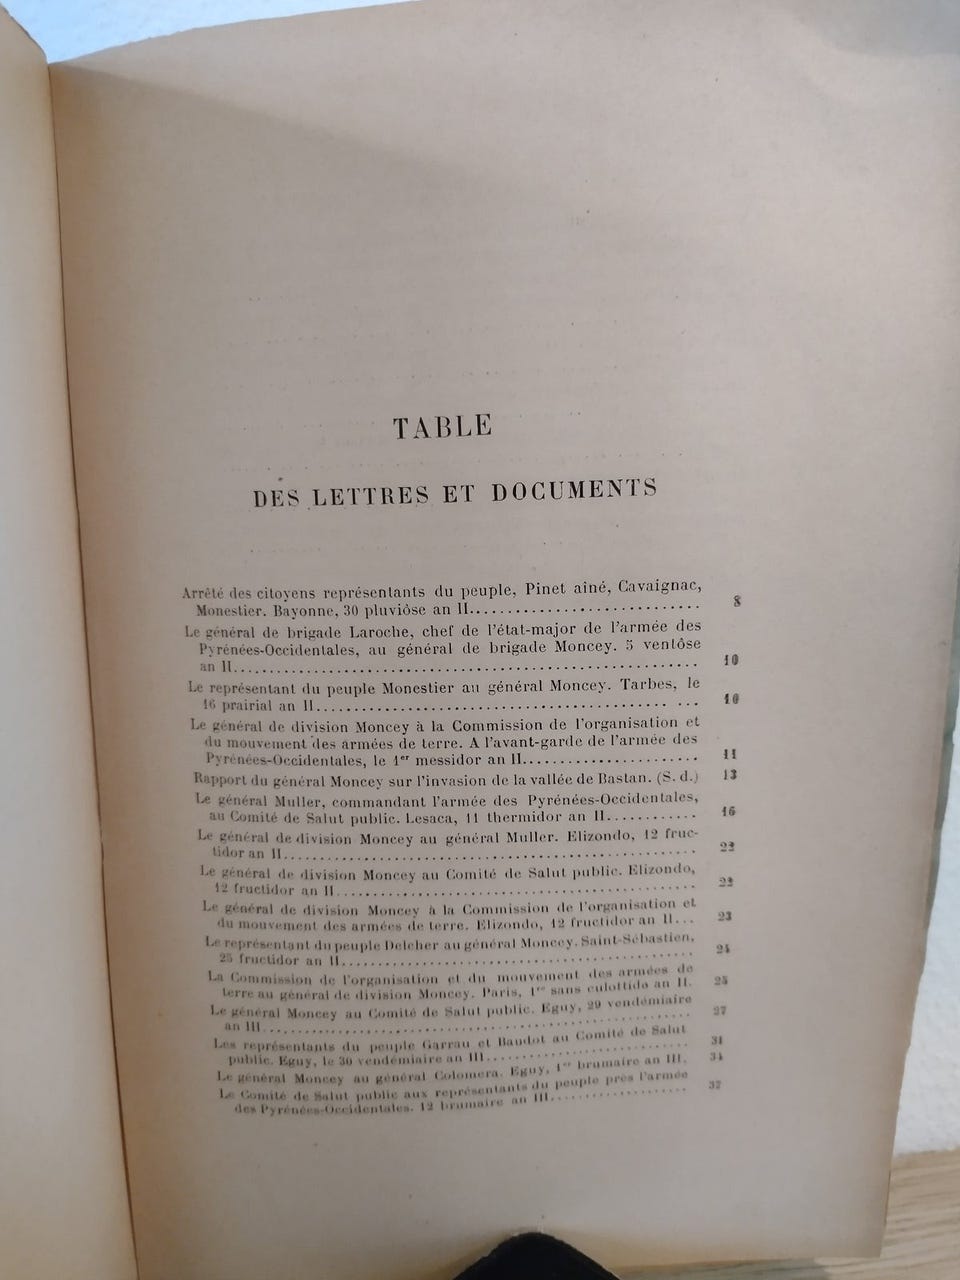 TABLE
DES LETTRES ET DOCUMENTS
Arrêté des citoyens représentants du peuple, Pinet aîné, Cavaignac,
Monestier. Bayonne, 30 pluviôse an II........................... 8
Le général de brigade Laroche, chef de l'état-major de l'armée des
Pyrénées-Occidentales, au général de brigade Moncey. 5 ventôse
an II..................................................... 10
Le représentant du peuple Monestier au général Moncey. Tarbes, le
16 prairial an II........................................ ... 10
Le général de division Moncey à la Commission de l'organisation et
du mouvement des armées de terre. A l'avant-garde de l'armée des
Pyrénées-Occidentales, le 1er messidor an II.................... 11
Rapport du général Moncey sur l'invasion de la vallée de Bastan. (S. d.) 13
Le général Muller, commandant l'armée des Pyrénées-Occidentales,
au Comité de Salut public. Lesaca, 11 thermidor an II............ 16
Le général de division Moncey au général Muller. Elizondo, 12 fruc-
tidor an II................................................ 22
Le général de division Moncey au Comité de Salut public. Elizondo,
12 fructidor an II.......................................... 22
Le général de division Moncey à la Commission de l'organisation et
du mouvement des armées de terre. Elizondo, 12 fructidor an II... 23
Le représentant du peuple Delcher au général Moncey. Saint-Sébastien,
25 fructidor an II......................................... 24
La Commission de l'organisation et du mouvement des armées de
terre au général de division Moncey. Paris, 1re sans culottide an II. 25
Le général Moncey au Comité de Salut public. Eguy, 29 vendémiaire
an III.................................................... 27
Les représentants du peuple Garrau et Baudot au Comité de Salut
public. Eguy, le 30 vendémiaire an III......................... 31
Le général Moncey au général Colomera. Eguy, 1er brumaire an III. 31
Le Comité de Salut public aux représentants du peuple près l'armée
des Pyrénées-Occidentales. 12 brumaire an III.................. 32